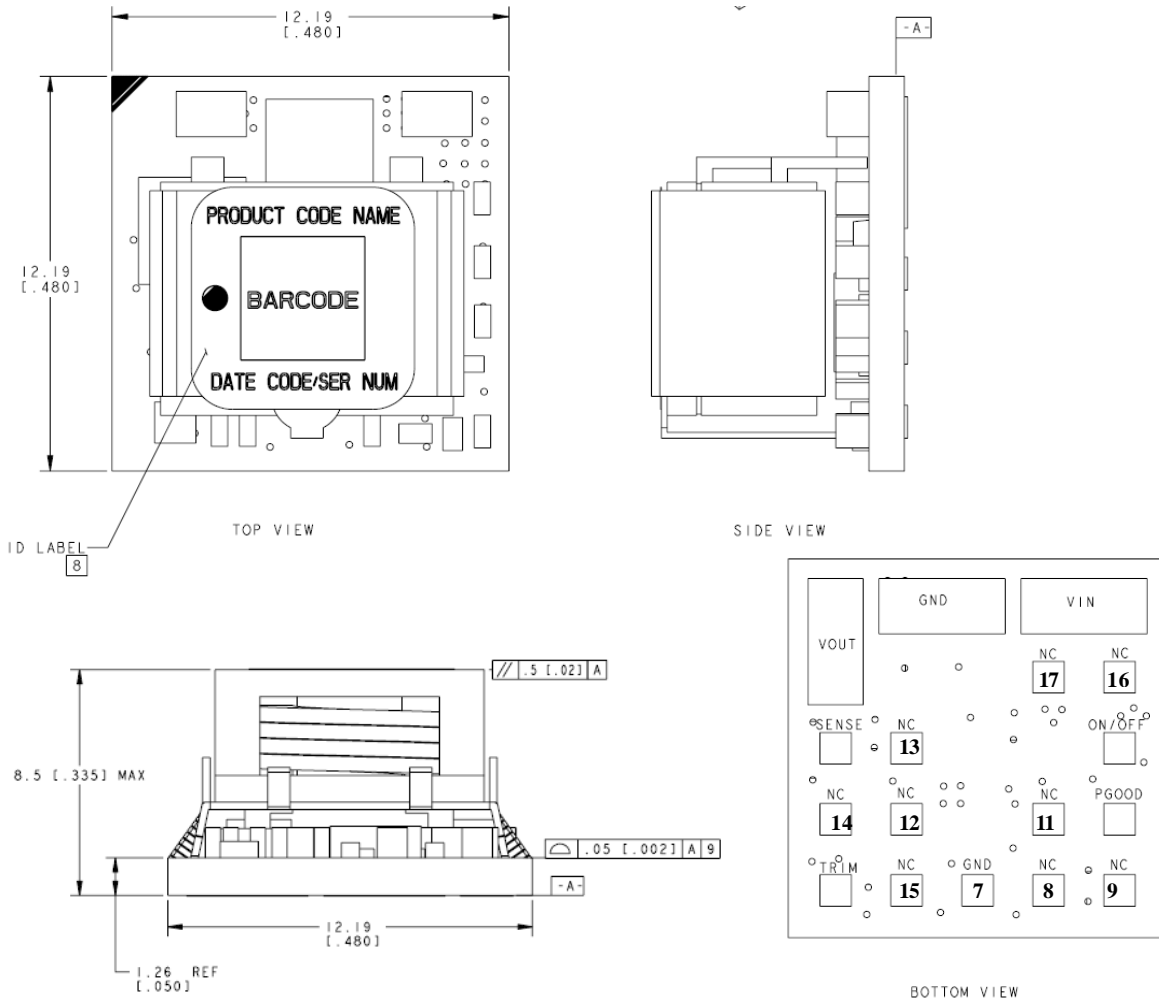 12.19
[.480]
-A-
12.19
[.480]
PRODUCT CODE NAME
BARCODE
DATE CODE/SER NUM
ID LABEL
8
TOP VIEW
SIDE VIEW
// .5 [.02] A
8.5 [.335] MAX
.05 [.002] A 9
-A-
12.19
[.480]
1.26 REF
[.050]
GND
VIN
VOUT
NC
17
NC
16
SENSE
NC
13
ON/OFF
NC
14
NC
12
NC
11
PGOOD
TRIM
NC
15
GND
7
NC
8
NC
9
BOTTOM VIEW